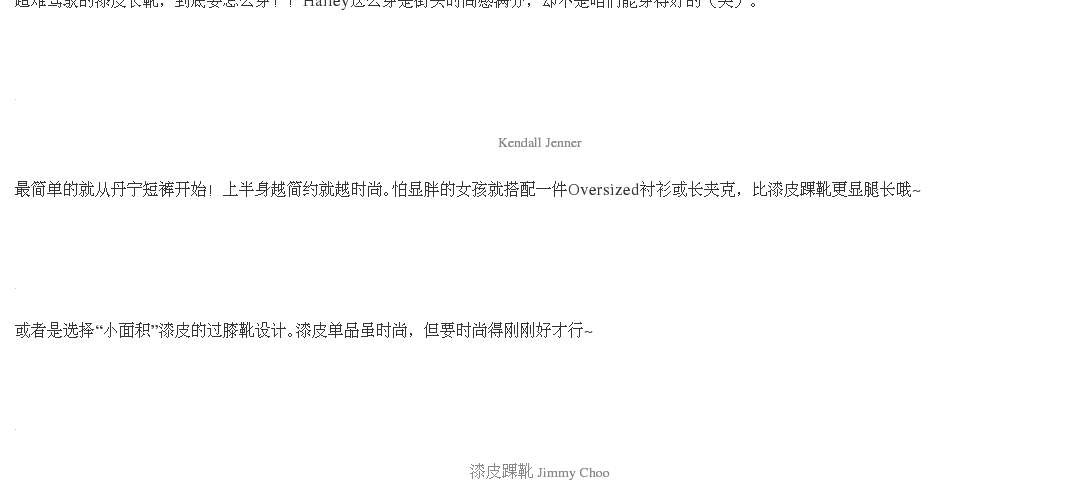 超难驾驭的漆皮长靴，到底要怎么穿！！Hailey这么穿是街头时尚感满分，却不是咱们能穿得好的（笑）。
Kendall Jenner
最简单的就从丹宁短裤开始！上半身越简约就越时尚。怕显胖的女孩就搭配一件Oversized衬衫或长夹克，比漆皮踝靴更显腿长哦~
或者是选择“小面积”漆皮的过膝靴设计。漆皮单品虽时尚，但要时尚得刚刚好才行~
漆皮踝靴 Jimmy Choo